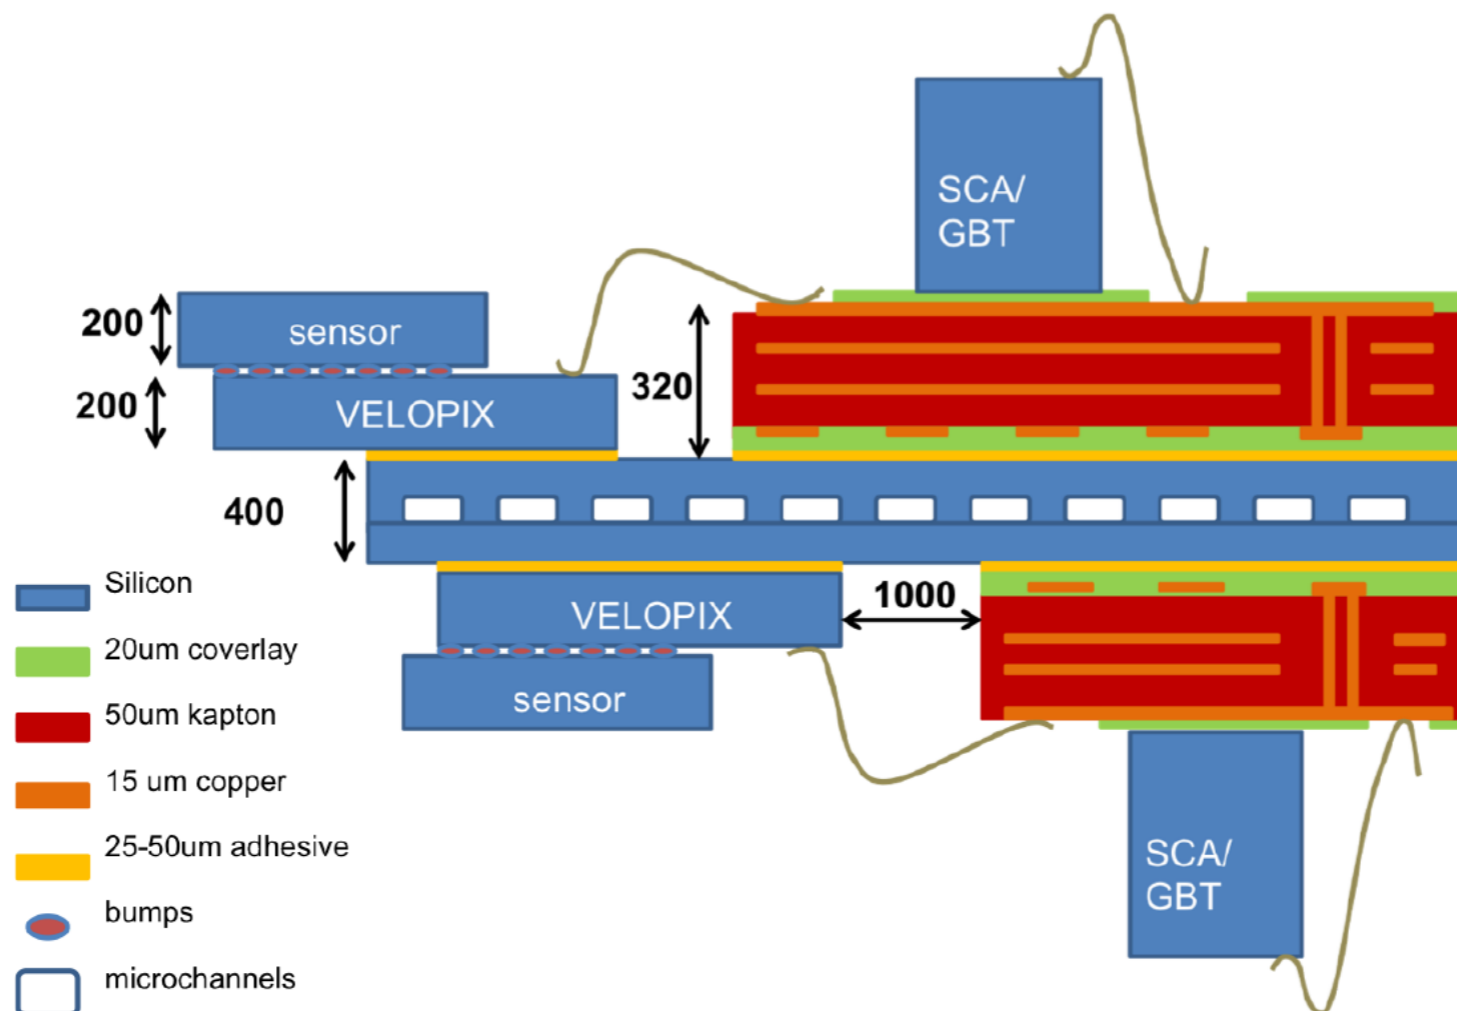 SCA/
GBT
200
sensor
320
200
VELOPIX
400
1000
VELOPIX
sensor
SCA/
GBT
Silicon
20um coverlay
50um kapton
15 um copper
25-50um adhesive
bumps
microchannels